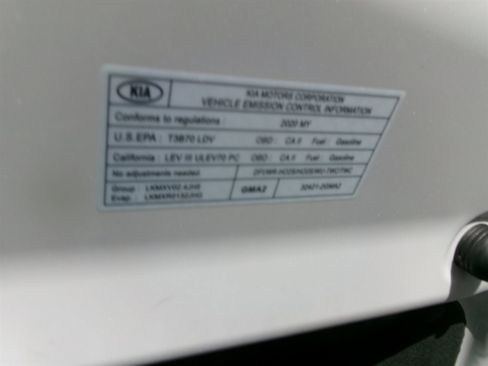 KIA
KIA MOTORS CORPORATION
VEHICLE EMISSION CONTROL INFORMATION
Conforms to regulations : 2020 MY
U.S.EPA : T3B70 LDV OBD : CA II Fuel : Gasoline
California : LEV III ULEV70 PC OBD : CA II Fuel : Gasoline
No adjustments needed.
Group :
GMA2
Evap :